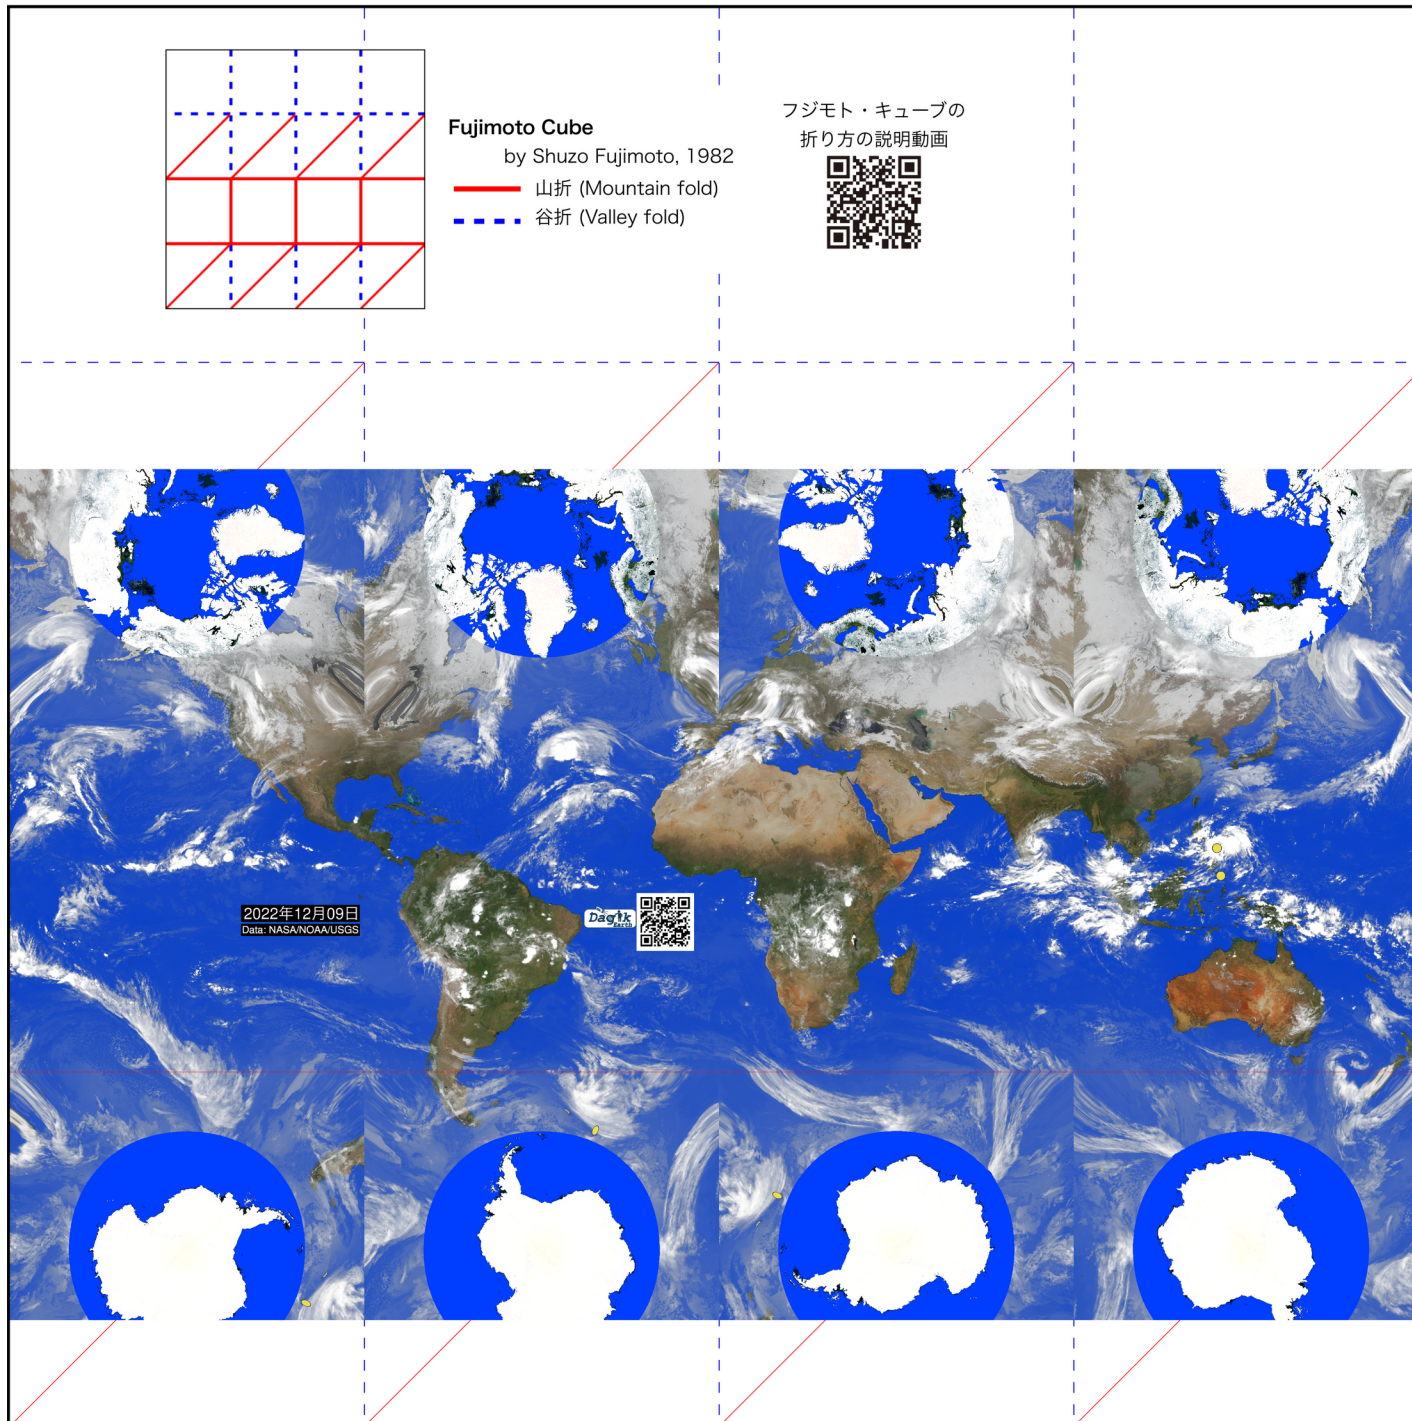 Fujimoto Cube
by Shuzo Fujimoto, 1982
山折 (Mountain fold)
谷折 (Valley fold)
フジモト・キューブの
折り方の説明動画
2022年12月09日
Data: NASA/NOAA/USGS
Dagik
Earth